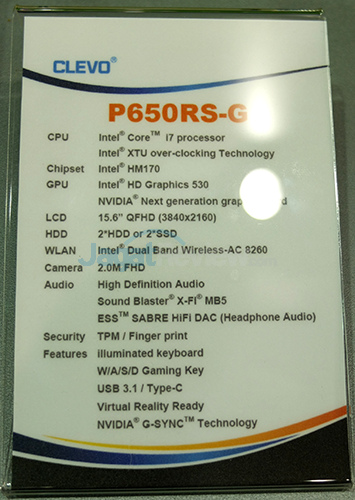 CLEVO®
P650RS-G
CPU Intel® Core™ i7 processor
Intel® XTU over-clocking Technology
Chipset Intel® HM170
GPU Intel® HD Graphics 530
NVIDIA® Next generation graph
LCD 15.6" QFHD (3840x2160)
HDD 2*HDD or 2*SSD
WLAN Intel® Dual Band Wireless-AC 8260
Camera 2.0M FHD
Audio High Definition Audio
Sound Blaster® X-Fi® MB5
ESS™ SABRE HiFi DAC (Headphone Audio)
Security TPM / Finger print
Features illuminated keyboard
W/A/S/D Gaming Key
USB 3.1 / Type-C
Virtual Reality Ready
NVIDIA® G-SYNC™ Technology